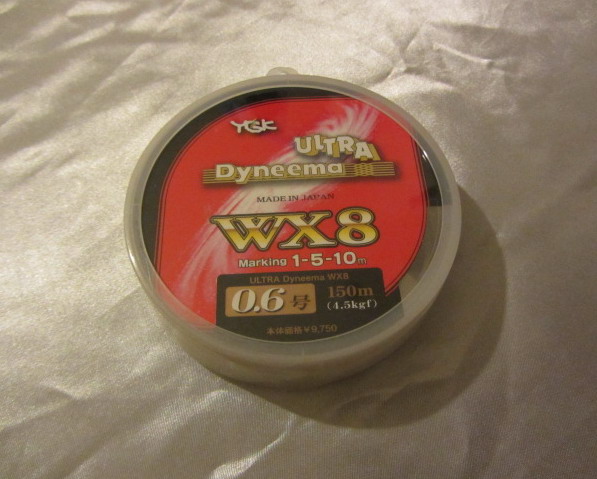 YGK
ULTRA
Dyneema
MADE IN JAPAN
WX8
Marking 1-5-10m
ULTRA Dyneema WX8
0.6号 150m
(4.5kgf)
本体価格¥9,750